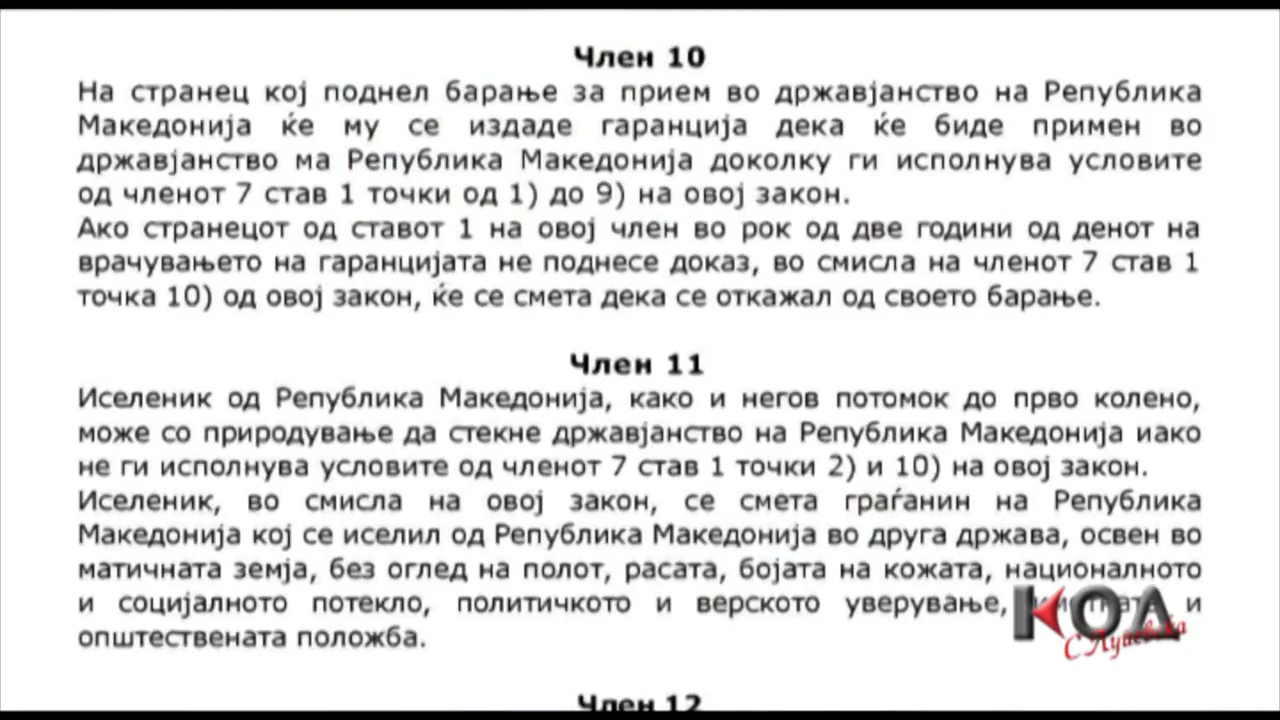 Член 10
На странец кој поднел барање за прием во државјанство на Република
Македонија ќе му се издаде гаранција дека ќе биде примен во
државјанство ма Република Македонија доколку ги исполнува условите
од членот 7 став 1 точки од 1) до 9) на овој закон.
Ако странецот од ставот 1 на овој член во рок од две години од денот на
врачувањето на гаранцијата не поднесе доказ, во смисла на членот 7 став 1
точка 10) од овој закон, ќе се смета дека се откажал од своето барање.
Член 11
Иселеник од Република Македонија, како и негов потомок до прво колено,
може со природување да стекне државјанство на Република Македонија иако
не ги исполнува условите од членот 7 став 1 точки 2) и 10) на овој закон.
Иселеник, во смисла на овој закон, се смета граѓанин на Република
Македонија кој се иселил од Република Македонија во друга држава, освен во
матичната земја, без оглед на полот, расата, бојата на кожата, националното
и социјалното потекло, политичкото и верското уверување, и
општествената положба.
КОД
Член 12